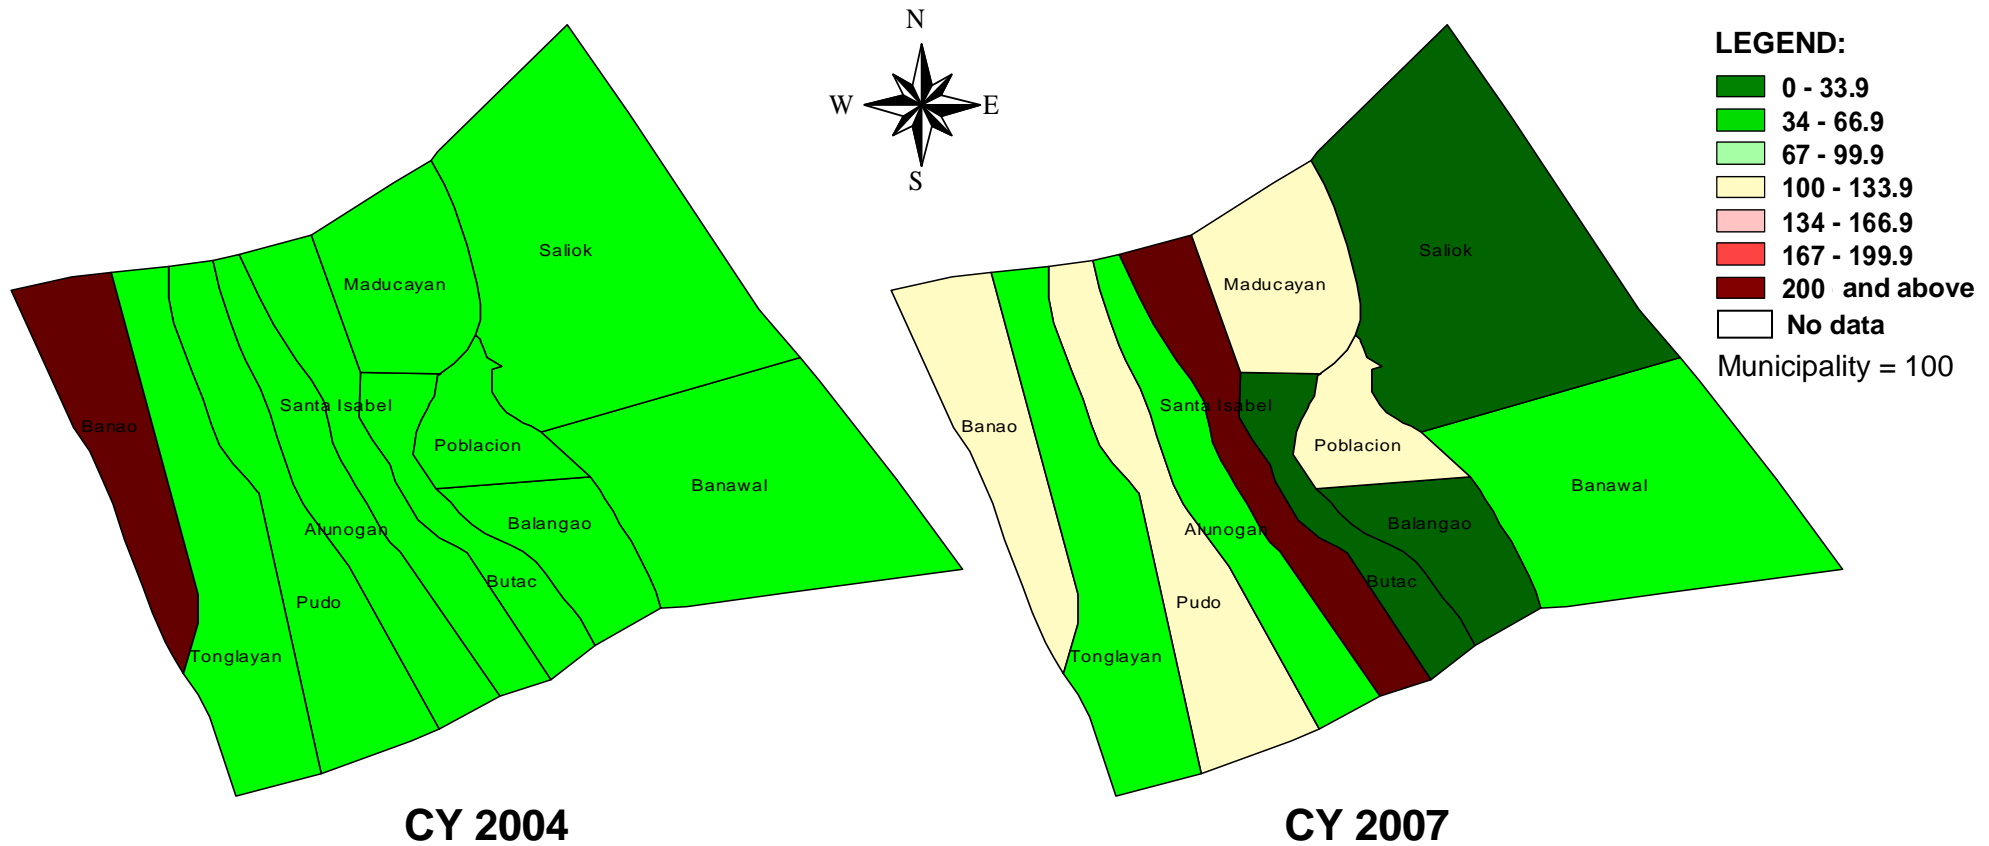 N
W
E
S
LEGEND:
0 - 33.9
34 - 66.9
67 - 99.9
100 - 133.9
134 - 166.9
167 - 199.9
200 and above
No data
Municipality = 100
Saliok
Maducayan
Santa Isabel
Banao
Poblacion
Banawal
Balangao
Alunogan
Butac
Pudo
Tonglayan
CY 2004
Saliok
Maducayan
Santa Isabel
Banao
Poblacion
Banawal
Balangao
Alunogan
Butac
Pudo
Tonglayan
CY 2007